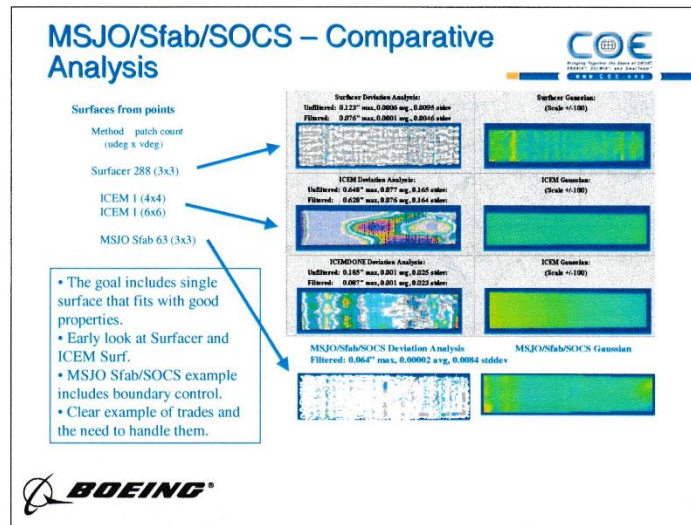 MSJO/Sfab/SOCS – Comparative
Analysis
COE
www.COE.org
Surfaces from points
Method patch count
(udeg x vdeg)
Surfacer 288 (3x3)
ICEM 1 (4x4)
ICEM 1 (6x6)
MSJO Sfab 63 (3x3)
• The goal includes single
surface that fits with good
properties.
• Early look at Surfacer and
ICEM Surf.
• MSJO Sfab/SOCS example
includes boundary control.
• Clear example of trades and
the need to handle them.
Surfacer Deviation Analysis:
Unfiltered: 0.123" max, 0.0006 avg, 0.0095 stdev
Filtered: 0.076" max, 0.0001 avg, 0.0046 stdev
Surfacer Gaussian:
(Scale +/-100)
ICEM Deviation Analysis:
Unfiltered: 0.648" max, 0.077 avg, 0.165 stdev
Filtered: 0.628" max, 0.076 avg, 0.164 stdev
ICEM Gaussian:
(Scale +/-100)
ICEMDONE Deviation Analysis:
Unfiltered: 0.185" max, 0.001 avg, 0.025 stdev
Filtered: 0.087" max, 0.001 avg, 0.023 stdev
ICEM Gaussian:
(Scale +/-100)
MSJO/Sfab/SOCS Deviation Analysis
Filtered: 0.064" max, 0.00002 avg, 0.0084 stddev
MSJO/Sfab/SOCS Gaussian
BOEING®